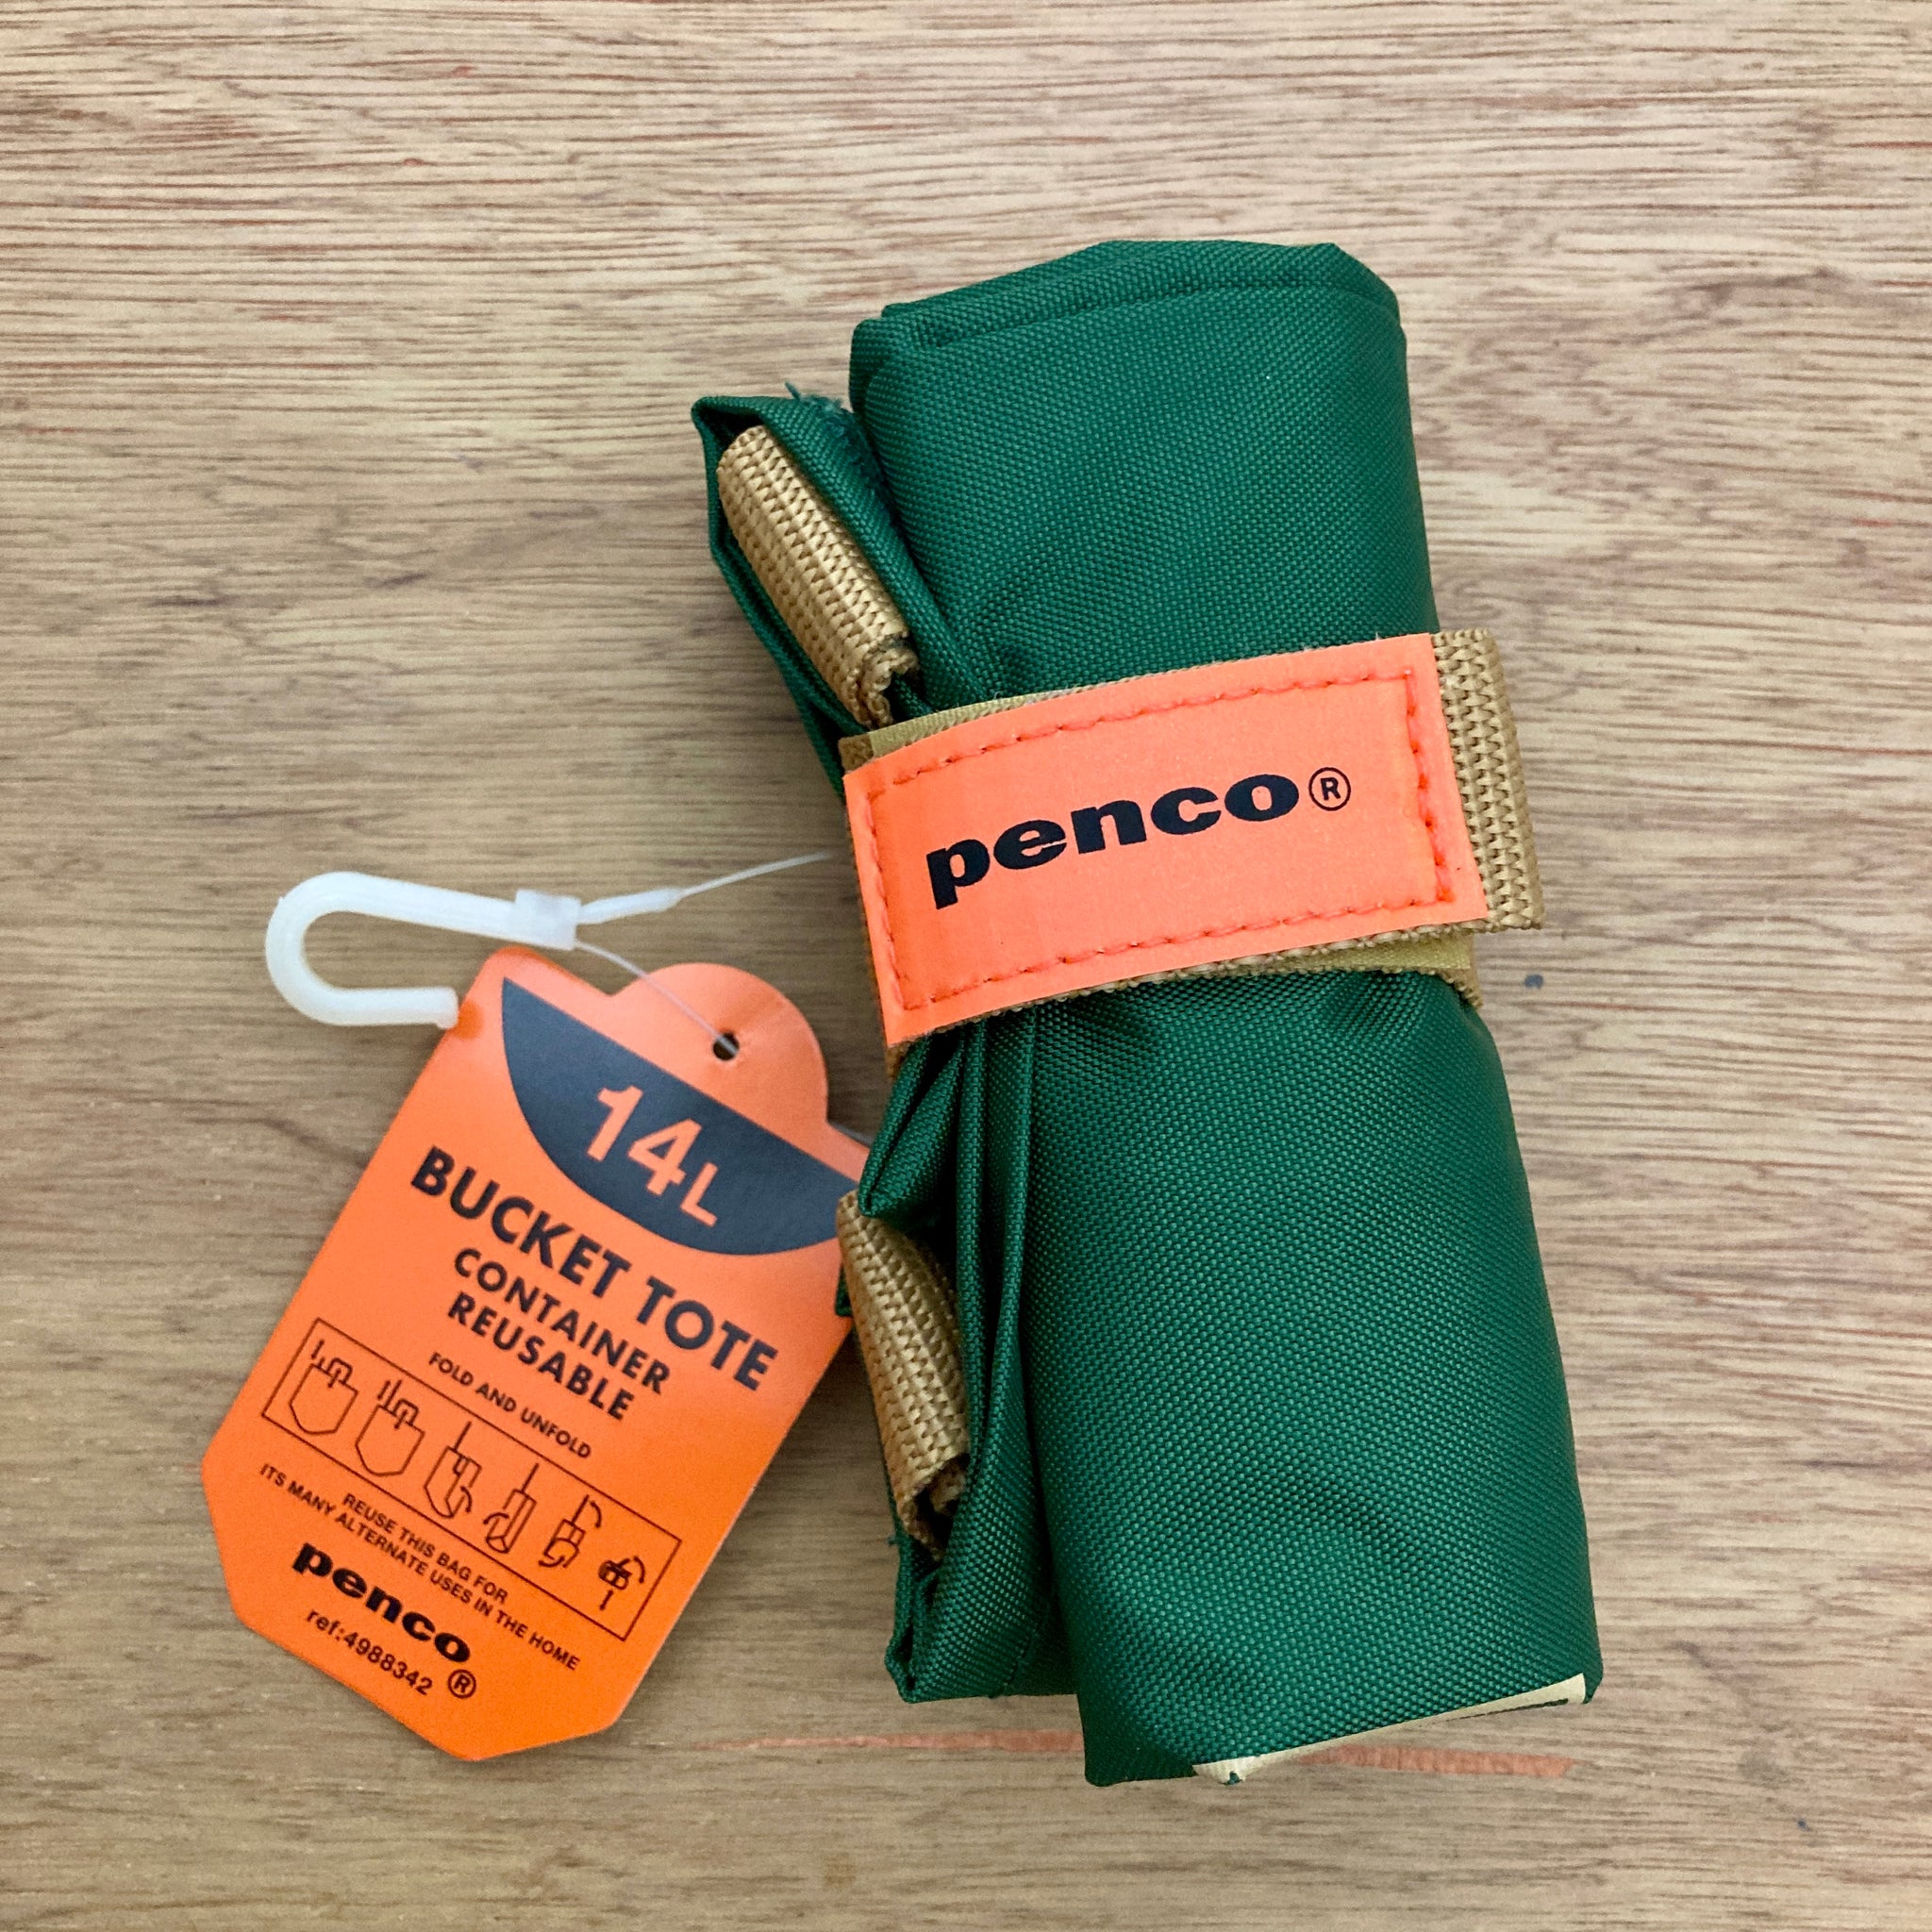 penco®
14L
BUCKET TOTE
CONTAINER
REUSABLE
FOLD AND UNFOLD
REUSE THIS BAG FOR
ITS MANY ALTERNATE USES IN THE HOME
penco®
ref:4988342